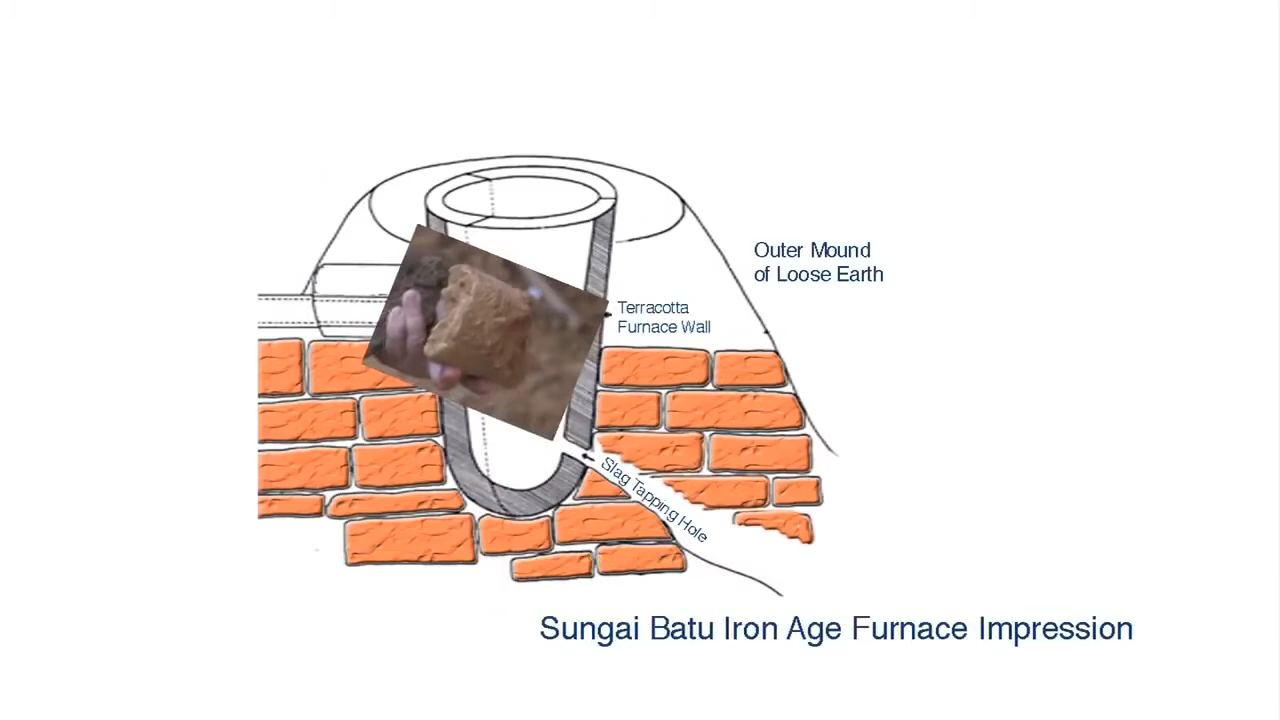 Outer Mound
of Loose Earth
Terracotta
Furnace Wall
Slag Tapping Hole
Sungai Batu Iron Age Furnace Impression